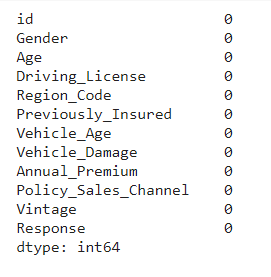 id 0
Gender 0
Age 0
Driving_License 0
Region_Code 0
Previously_Insured 0
Vehicle_Age 0
Vehicle_Damage 0
Annual_Premium 0
Policy_Sales_Channel 0
Vintage 0
Response 0
dtype: int64